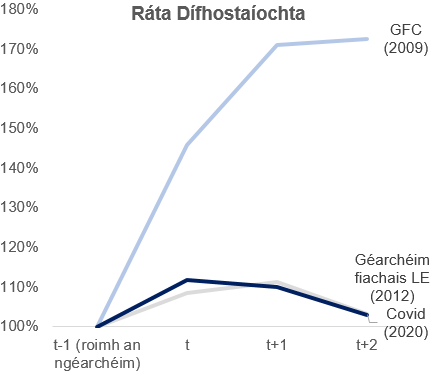 Ráta Dífhostaíochta
180%
170%
160%
150%
140%
130%
120%
110%
100%
GFC
(2009)
Géarchéim
fiachais LE
(2012)
Covid
(2020)
t-1 (roimh an
ngéarchéim)
t
t+1
t+2